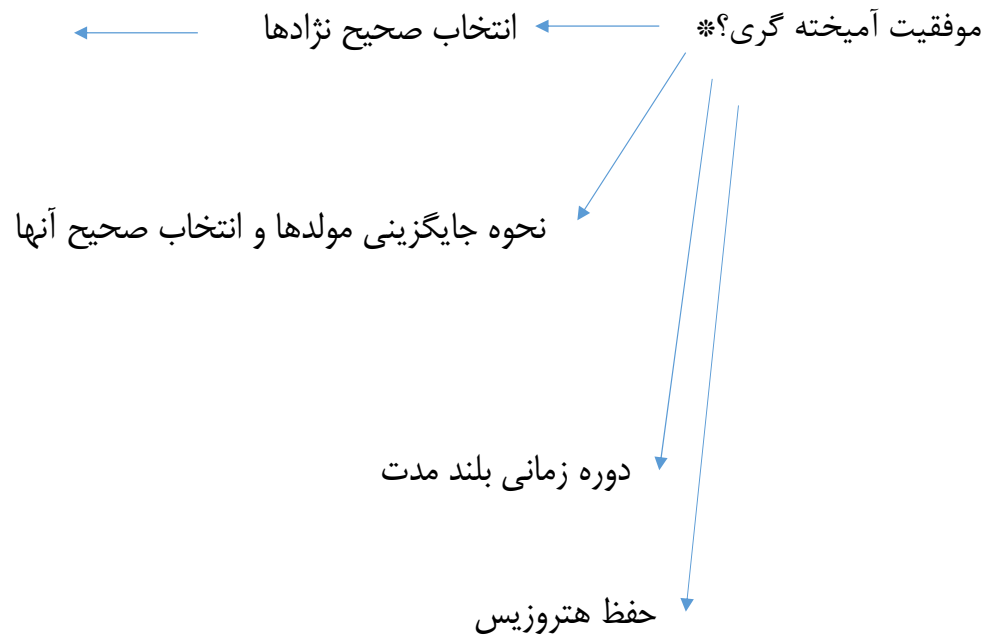 موفقیت آمیخته گری؟*
انتخاب صحیح نژادها
نحوه جایگزینی مولدها و انتخاب صحیح آنها
دوره زمانی بلند مدت
حفظ هتروزیس